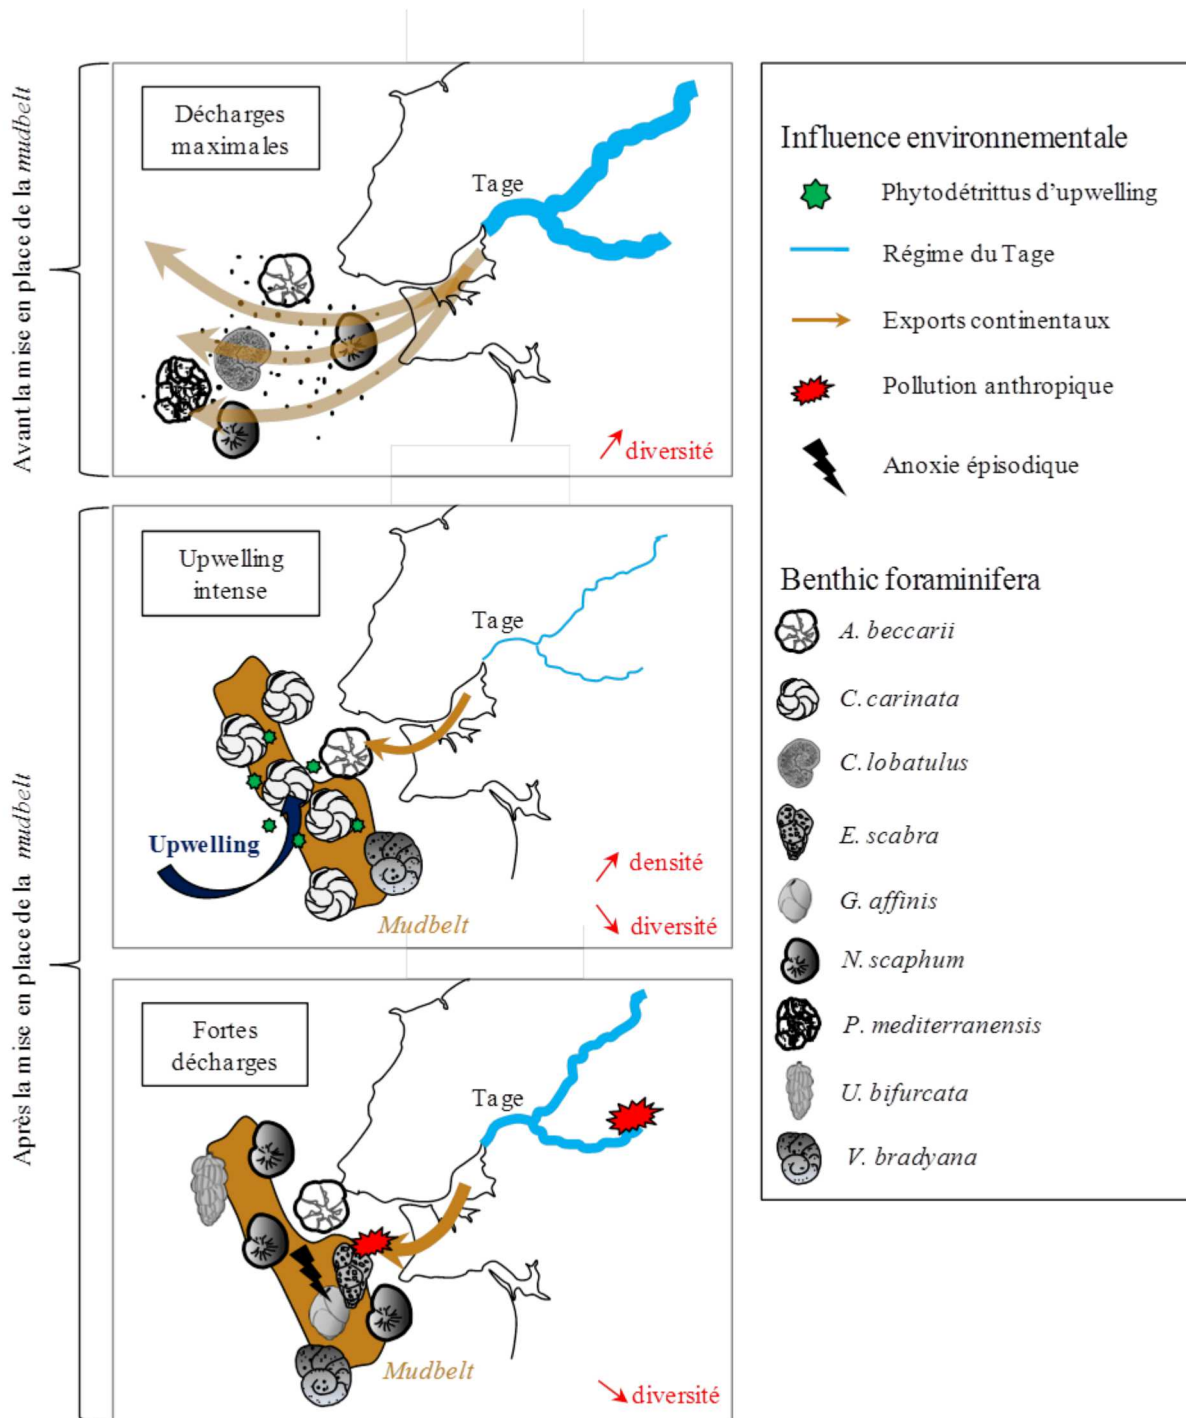 Avant la mise en place de la mudbelt
Décharges
maximales
Tage
diversité
Après la mise en place de la mudbelt
Upwelling
intense
Tage
Upwelling
densité
diversité
Mudbelt
Fortes
décharges
Tage
Mudbelt
diversité
Influence environnementale
Phytodétrittus d'upwelling
Régime du Tage
Exports continentaux
Pollution anthropique
Anoxie épisodique
Benthic foraminifera
A. beccarii
C. carinata
C. lobatulus
E. scabra
G. affinis
N. scaphum
P. mediterranensis
U. bifurcata
V. bradyana